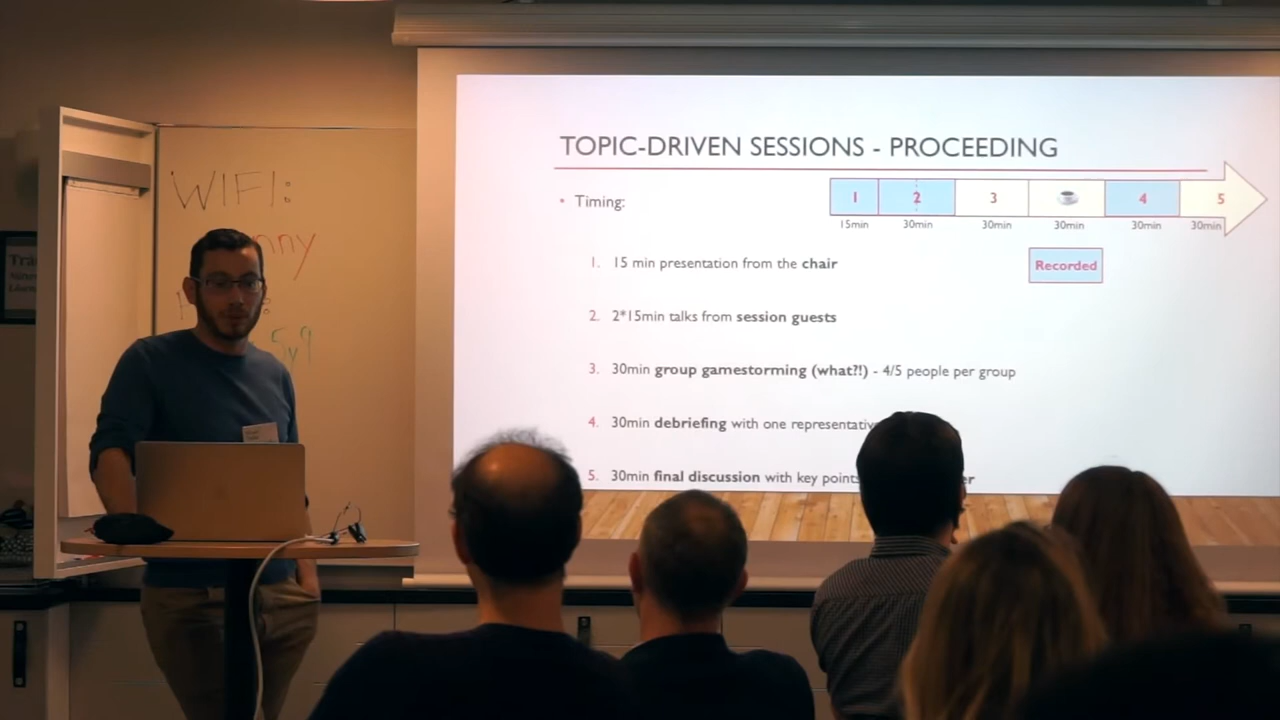 TOPIC-DRIVEN SESSIONS - PROCEEDING
• Timing:
1 2 3 4 5
15min 30min 30min 30min 30min 30min
Recorded
1. 15 min presentation from the chair
2. 2*15min talks from session guests
3. 30min group gamestorming (what?!) - 4/5 people per group
4. 30min debriefing with one
5. 30min final discussion with key
WIFI: